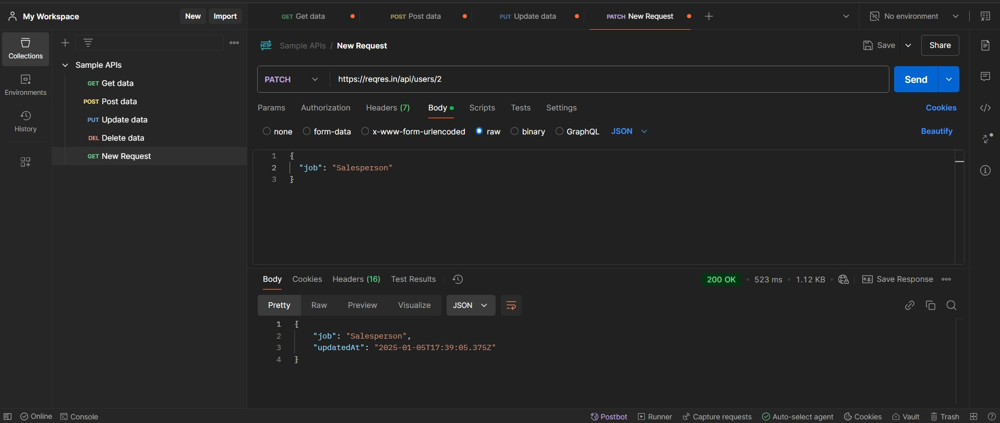 My Workspace New Import GET Get data POST Post data PUT Update data PATCH New Request No environment
Collections
Sample APIs
HTTP Sample APIs / New Request Save Share
GET Get data
POST Post data
PUT Update data
DEL Delete data
GET New Request
Environments
History
PATCH https://reqres.in/api/users/2 Send
Params Authorization Headers (7) Body Scripts Tests Settings Cookies
none form-data x-www-form-urlencoded raw binary GraphQL JSON Beautify
1 {
2 "job": "Salesperson"
3 }
Body Cookies Headers (16) Test Results 200 OK • 523 ms • 1.12 KB • e.g. Save Response
Pretty Raw Preview Visualize JSON
1 {
2 "job": "Salesperson",
3 "updatedAt": "2025-01-05T17:39:05.375Z"
4 }
Online Console Postbot Runner Capture requests Auto-select agent Cookies Vault Trash